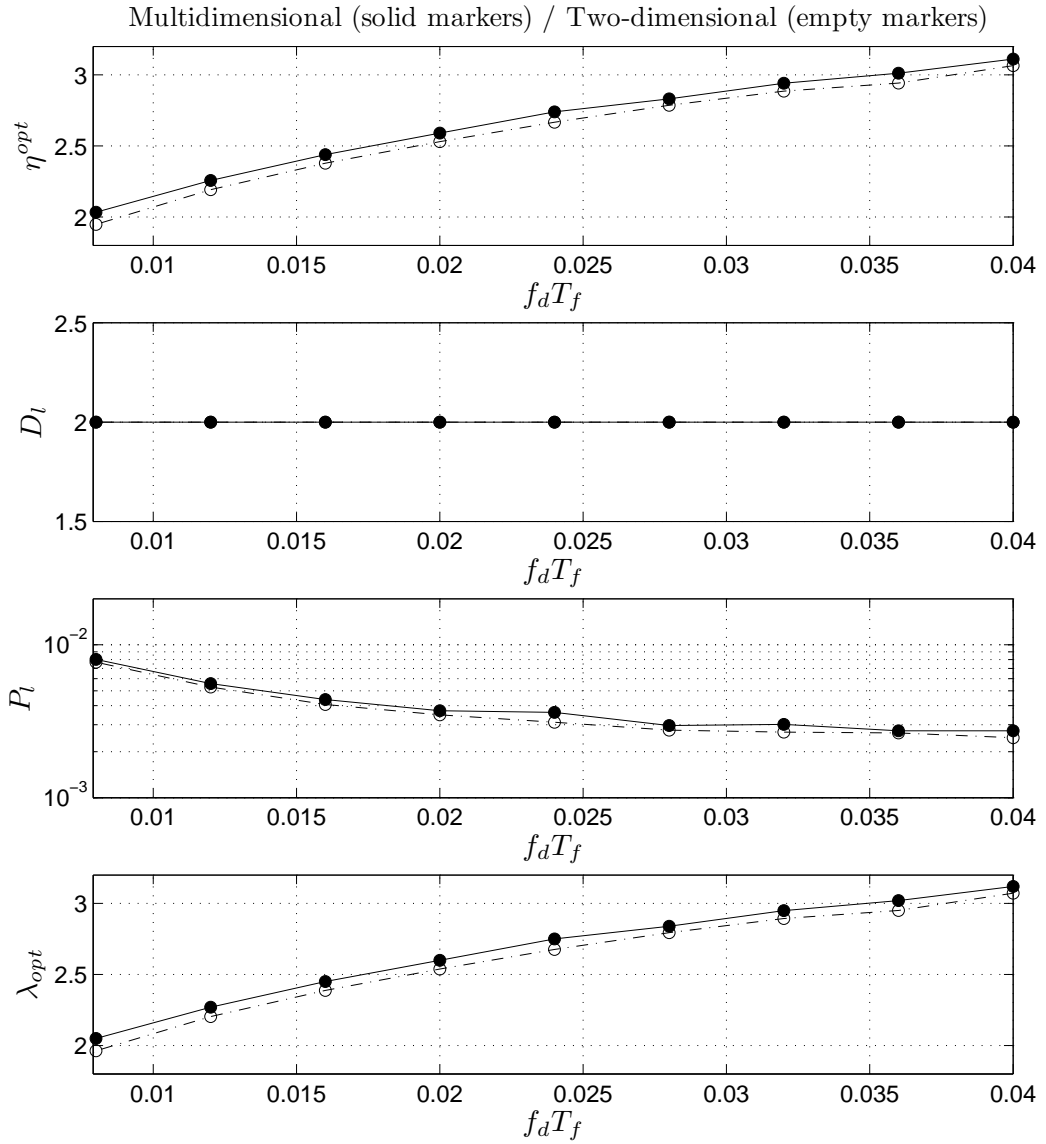 Multidimensional (solid markers) / Two-dimensional (empty markers)
3
2.5
2
η^{opt}
0.01 0.015 0.02 0.025 0.03 0.035 0.04
f_d T_f
2.5
2
1.5
D_l
0.01 0.015 0.02 0.025 0.03 0.035 0.04
f_d T_f
10^{-2}
10^{-3}
P_l
0.01 0.015 0.02 0.025 0.03 0.035 0.04
f_d T_f
3
2.5
2
λ_{opt}
0.01 0.015 0.02 0.025 0.03 0.035 0.04
f_d T_f